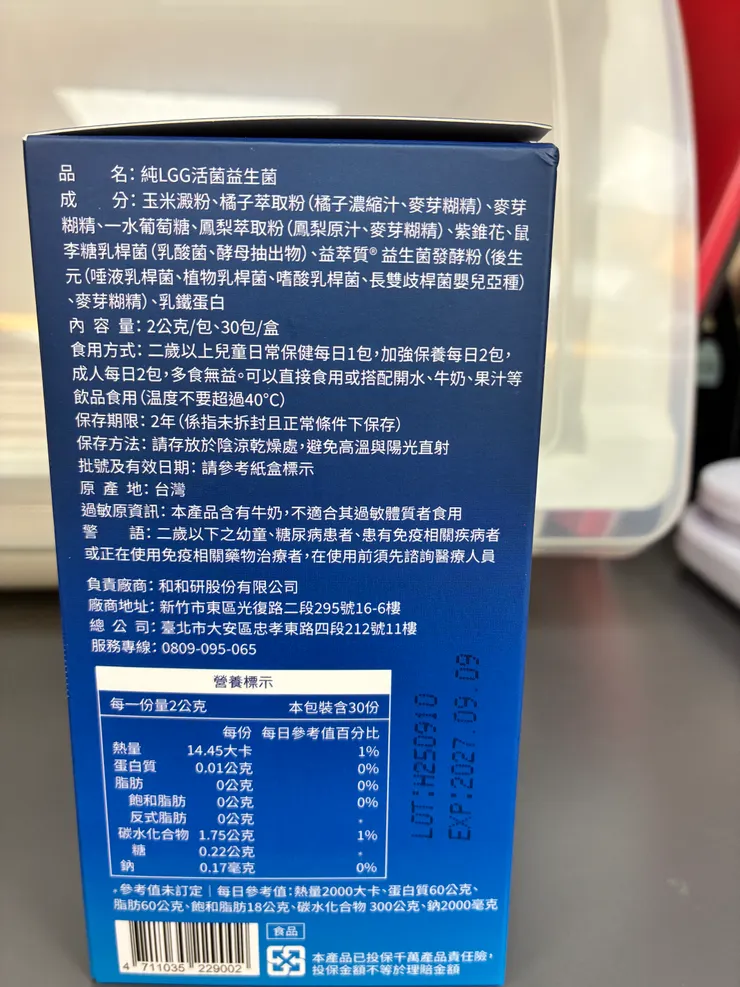 品 名：純LGG活菌益生菌
成 分：玉米澱粉、橘子萃取粉（橘子濃縮汁、麥芽糊精）、麥芽
糊精、一水葡萄糖、鳳梨萃取粉（鳳梨原汁、麥芽糊精）、紫錐花、鼠
李糖乳桿菌（乳酸菌、酵母抽出物）、益萃質® 益生菌發酵粉（後生
元（唾液乳桿菌、植物乳桿菌、嗜酸乳桿菌、長雙歧桿菌嬰兒亞種）
、麥芽糊精）、乳鐵蛋白
內 容 量：2公克/包、30包/盒
食用方式：二歲以上兒童日常保健每日1包，加強保養每日2包，
成人每日2包，多食無益。可以直接食用或搭配開水、牛奶、果汁等
飲品食用（溫度不要超過40°C）
保存期限：2年（係指未拆封且正常條件下保存）
保存方法：請存放於陰涼乾燥處，避免高溫與陽光直射
批號及有效日期：請參考紙盒標示
原 產 地：台灣
過敏原資訊：本產品含有牛奶，不適合其過敏體質者食用
警 語：二歲以下之幼童、糖尿病患者、患有免疫相關疾病者
或正在使用免疫相關藥物治療者，在使用前須先諮詢醫療人員
負責廠商：和和研股份有限公司
廠商地址：新竹市東區光復路二段295號16-6樓
總 公 司：臺北市大安區忠孝東路四段212號11樓
服務專線：0809-095-065
營養標示
每一份量2公克 本包裝含30份
每份 每日參考值百分比
熱量 14.45大卡 1%
蛋白質 0.01公克 0%
脂肪 0公克 0%
飽和脂肪 0公克 0%
反式脂肪 0公克 *
碳水化合物 1.75公克 1%
糖 0.22公克 *
鈉 0.17毫克 0%
*參考值未訂定｜每日參考值：熱量2000大卡、蛋白質60公克、
脂肪60公克、飽和脂肪18公克、碳水化合物 300公克、鈉2000毫克
LOT:H250910
EXP:2027.09.09
4 711035 229002
食品
本產品已投保千萬產品責任險，
投保金額不等於理賠金額